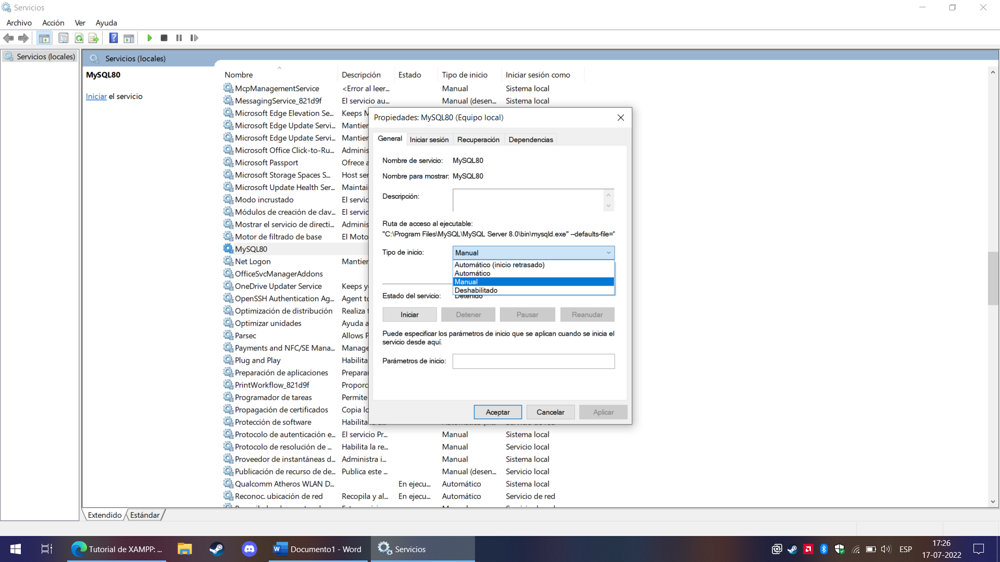 Servicios
Archivo Acción Ver Ayuda
Servicios (locales)
Servicios (locales)
MySQL80
Iniciar el servicio
Nombre Descripción Estado Tipo de inicio Iniciar sesión como
McpManagementService <Error al leer... Manual Sistema local
MessagingService_821d9f El servicio au... Manual (desen... Sistema local
Microsoft Edge Elevation Se... Keeps M
Microsoft Edge Update Servi... Mantien
Microsoft Edge Update Servi... Mantien
Microsoft Office Click-to-Ru... Adminis
Microsoft Passport Ofrece a
Microsoft Storage Spaces S... Host ser
Microsoft Update Health Ser... Maintai
Modo incrustado El servic
Módulos de creación de clav... El servic
Mostrar el servicio de directi... Adminis
Motor de filtrado de base El Moto
MySQL80
Net Logon Mantien
OfficeSvcManagerAddons
OneDrive Updater Service Keeps y
OpenSSH Authentication Ag... Agent to
Optimización de distribución Realiza t
Optimizar unidades Ayuda a
Parsec Allows P
Payments and NFC/SE Mana... Manage
Plug and Play Habilita
Preparación de aplicaciones Preparar
PrintWorkflow_821d9f Proporc
Programador de tareas Permite
Propagación de certificados Copia lo
Protección de software Habilita
Protocolo de autenticación e... El servicio Pr... Manual Sistema local
Protocolo de resolución de ... Habilita la re... Manual Servicio local
Proveedor de instantáneas d... Administra i... Manual Sistema local
Publicación de recurso de de... Publica este ... Manual (desen... Servicio local
Qualcomm Atheros WLAN D... En ejecu... Automático Sistema local
Reconoc. ubicación de red Recopila y al... En ejecu... Automático Servicio de red
Propiedades: MySQL80 (Equipo local)
General Iniciar sesión Recuperación Dependencias
Nombre de servicio: MySQL80
Nombre para mostrar: MySQL80
Descripción:
Ruta de acceso al ejecutable:
"C:\Program Files\MySQL\MySQL Server 8.0\bin\mysqld.exe" --defaults-file="
Tipo de inicio: Manual
Automático (inicio retrasado)
Automático
Manual
Deshabilitado
Estado del servicio: Detenido
Iniciar Detener Pausar Reanudar
Puede especificar los parámetros de inicio que se aplican cuando se inicia el
servicio desde aquí.
Parámetros de inicio:
Aceptar Cancelar Aplicar
Extendido Estándar
Tutorial de XAMPP: ... Documento1 - Word Servicios
ESP
17:26
17-07-2022